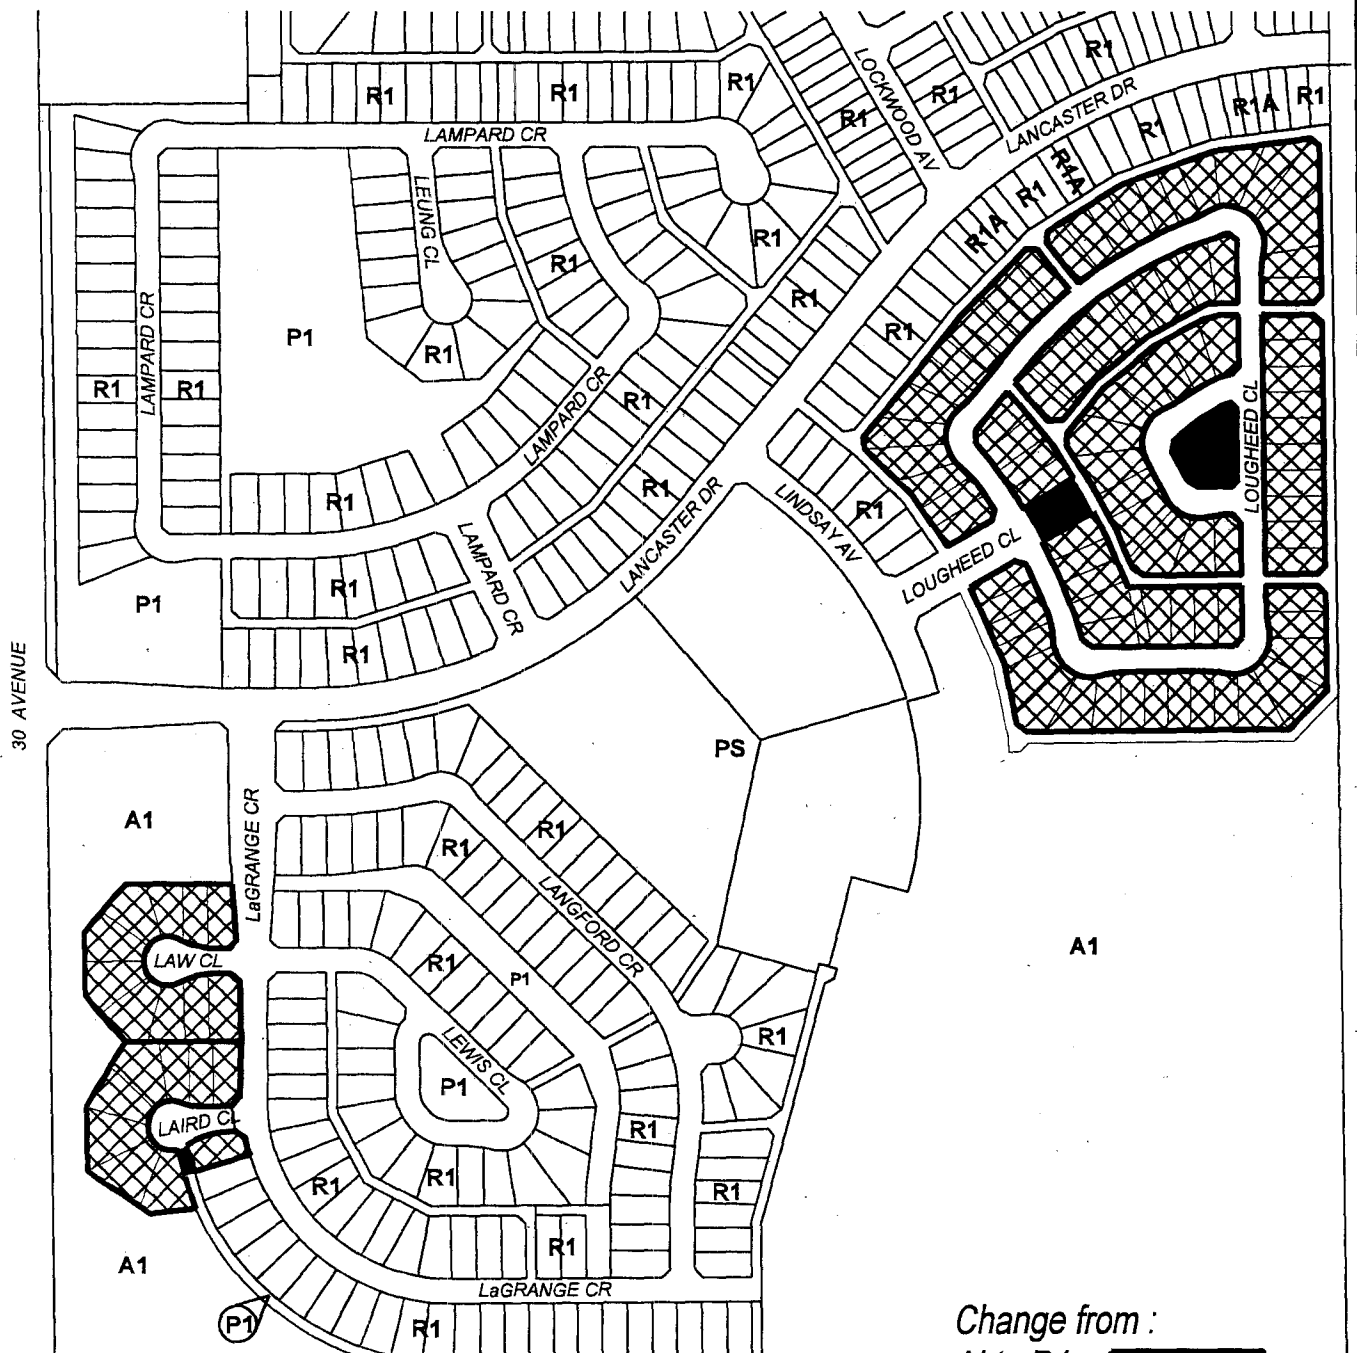 R1
R1
R1
R1
R1
R1
LOCKWOOD AV
LANCASTER DR
R1
R1A
R1
LAMPARD CR
R1A
R1
R1A
LEUNG CL
R1
R1
R1
R1
P1
R1
LAMPARD CR
R1
R1
R1
LAMPARD CR
LOUGHEED CL
R1
R1
LANCASTER DR
LINDSAY AV
R1
LAMPARD CR
LOUGHEED CL
R1
P1
R1
30 AVENUE
PS
A1
LaGRANGE CR
R1
R1
LANGFORD CR
LAW CL
R1
P1
A1
R1
LEWIS CL
P1
LAIRD CL
R1
R1
R1
R1
R1
A1
LaGRANGE CR
P1
R1
Change from :